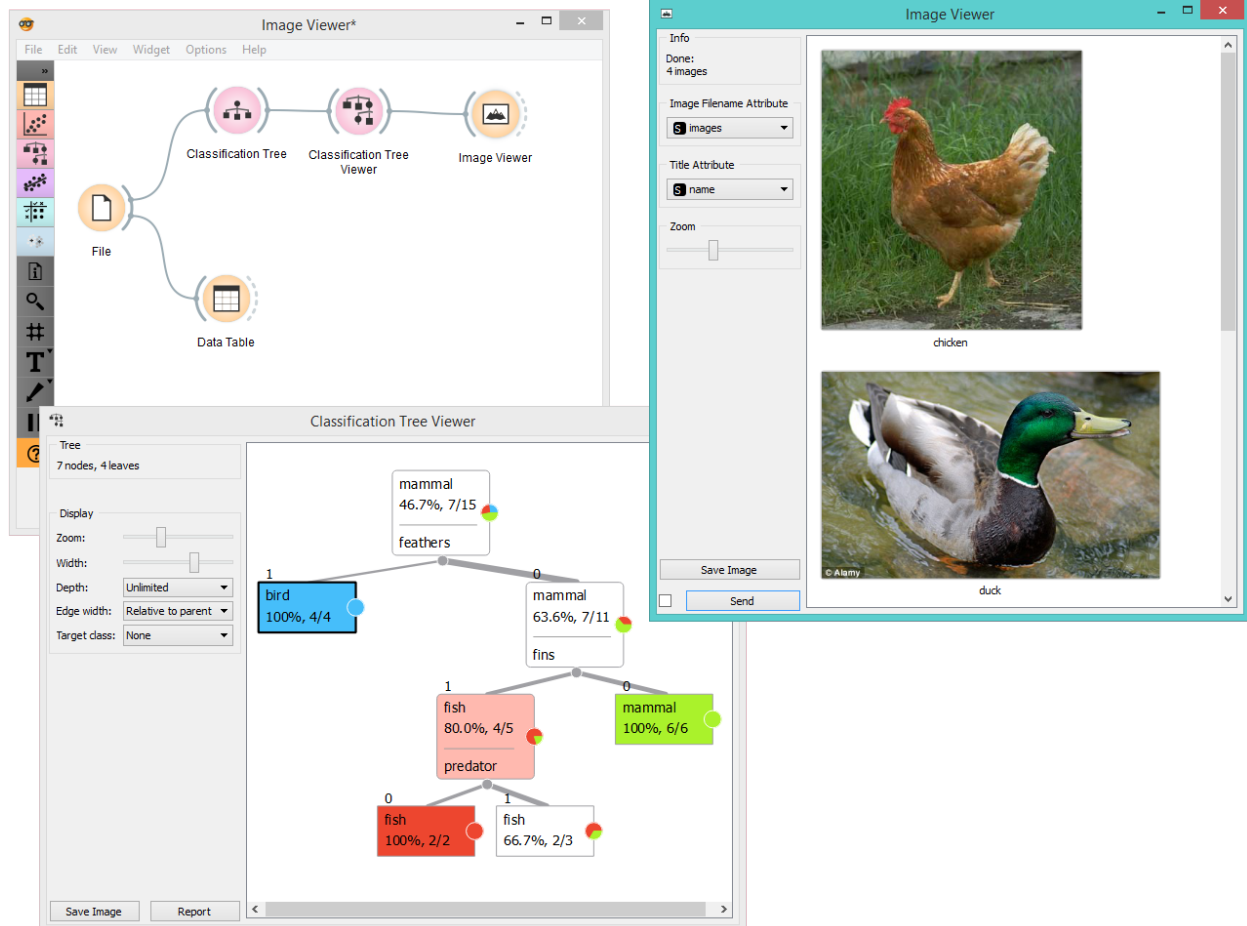 Image Viewer*
File Edit View Widget Options Help
»
Classification Tree
Classification Tree
Viewer
Image Viewer
File
Data Table
T
?
Image Viewer
Info
Done:
4 images
Image Filename Attribute
S images
Title Attribute
S name
Zoom
Save Image
Send
chicken
© Alamy
duck
Classification Tree Viewer
Tree
7 nodes, 4 leaves
Display
Zoom:
Width:
Depth: Unlimited
Edge width: Relative to parent
Target class: None
Save Image Report
mammal
46.7%, 7/15
feathers
1
bird
100%, 4/4
0
mammal
63.6%, 7/11
fins
1
fish
80.0%, 4/5
predator
0
mammal
100%, 6/6
0
fish
100%, 2/2
1
fish
66.7%, 2/3